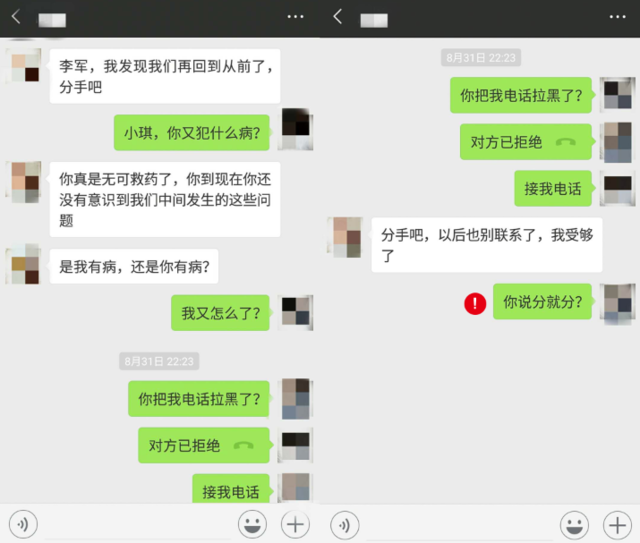 李军，我发现我们再回到从前了，
分手吧
小琪，你又犯什么病？
你真是无可救药了，你到现在你还
没有意识到我们中间发生的这些问
题
是我有病，还是你有病？
我又怎么了？
8月31日 22:23
你把我电话拉黑了？
对方已拒绝
接我电话
8月31日 22:23
你把我电话拉黑了？
对方已拒绝
接我电话
分手吧，以后也别联系了，我受够
了
你说分就分？